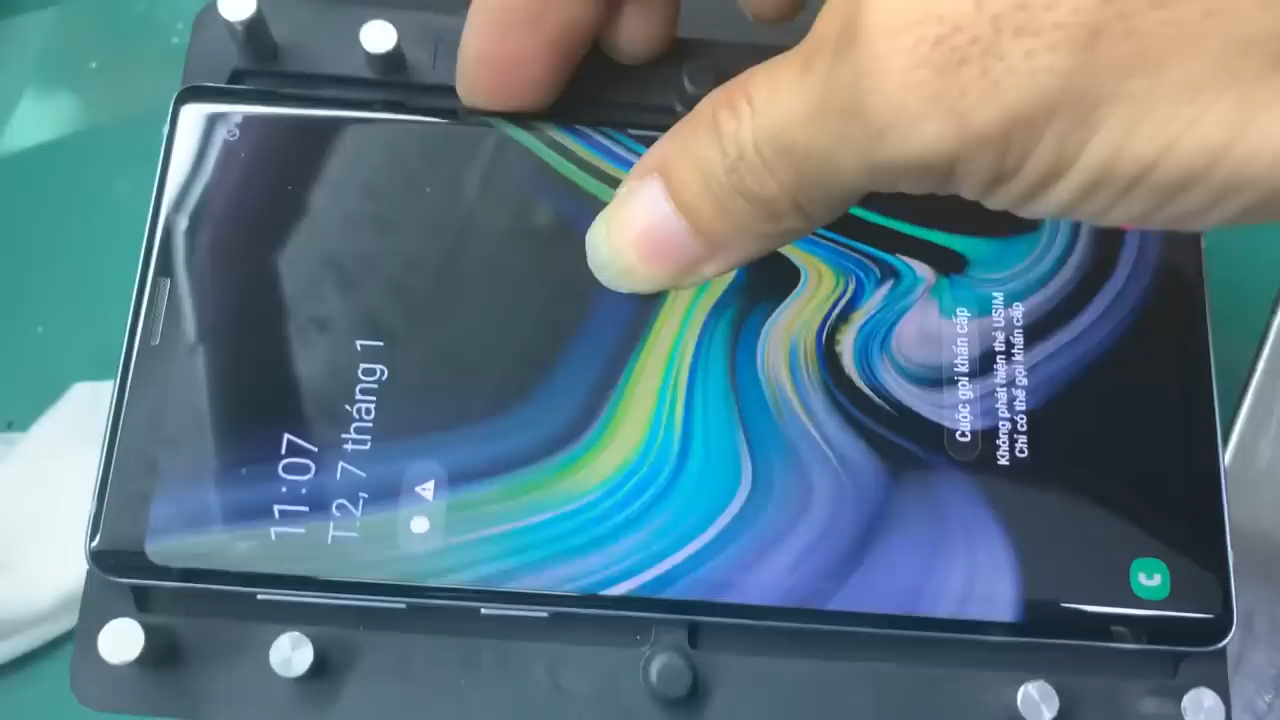 11:07
T.2, 7 tháng 1
Cuộc gọi khẩn cấp
Không phát hiện thẻ USIM
Chỉ có thể gọi khẩn cấp